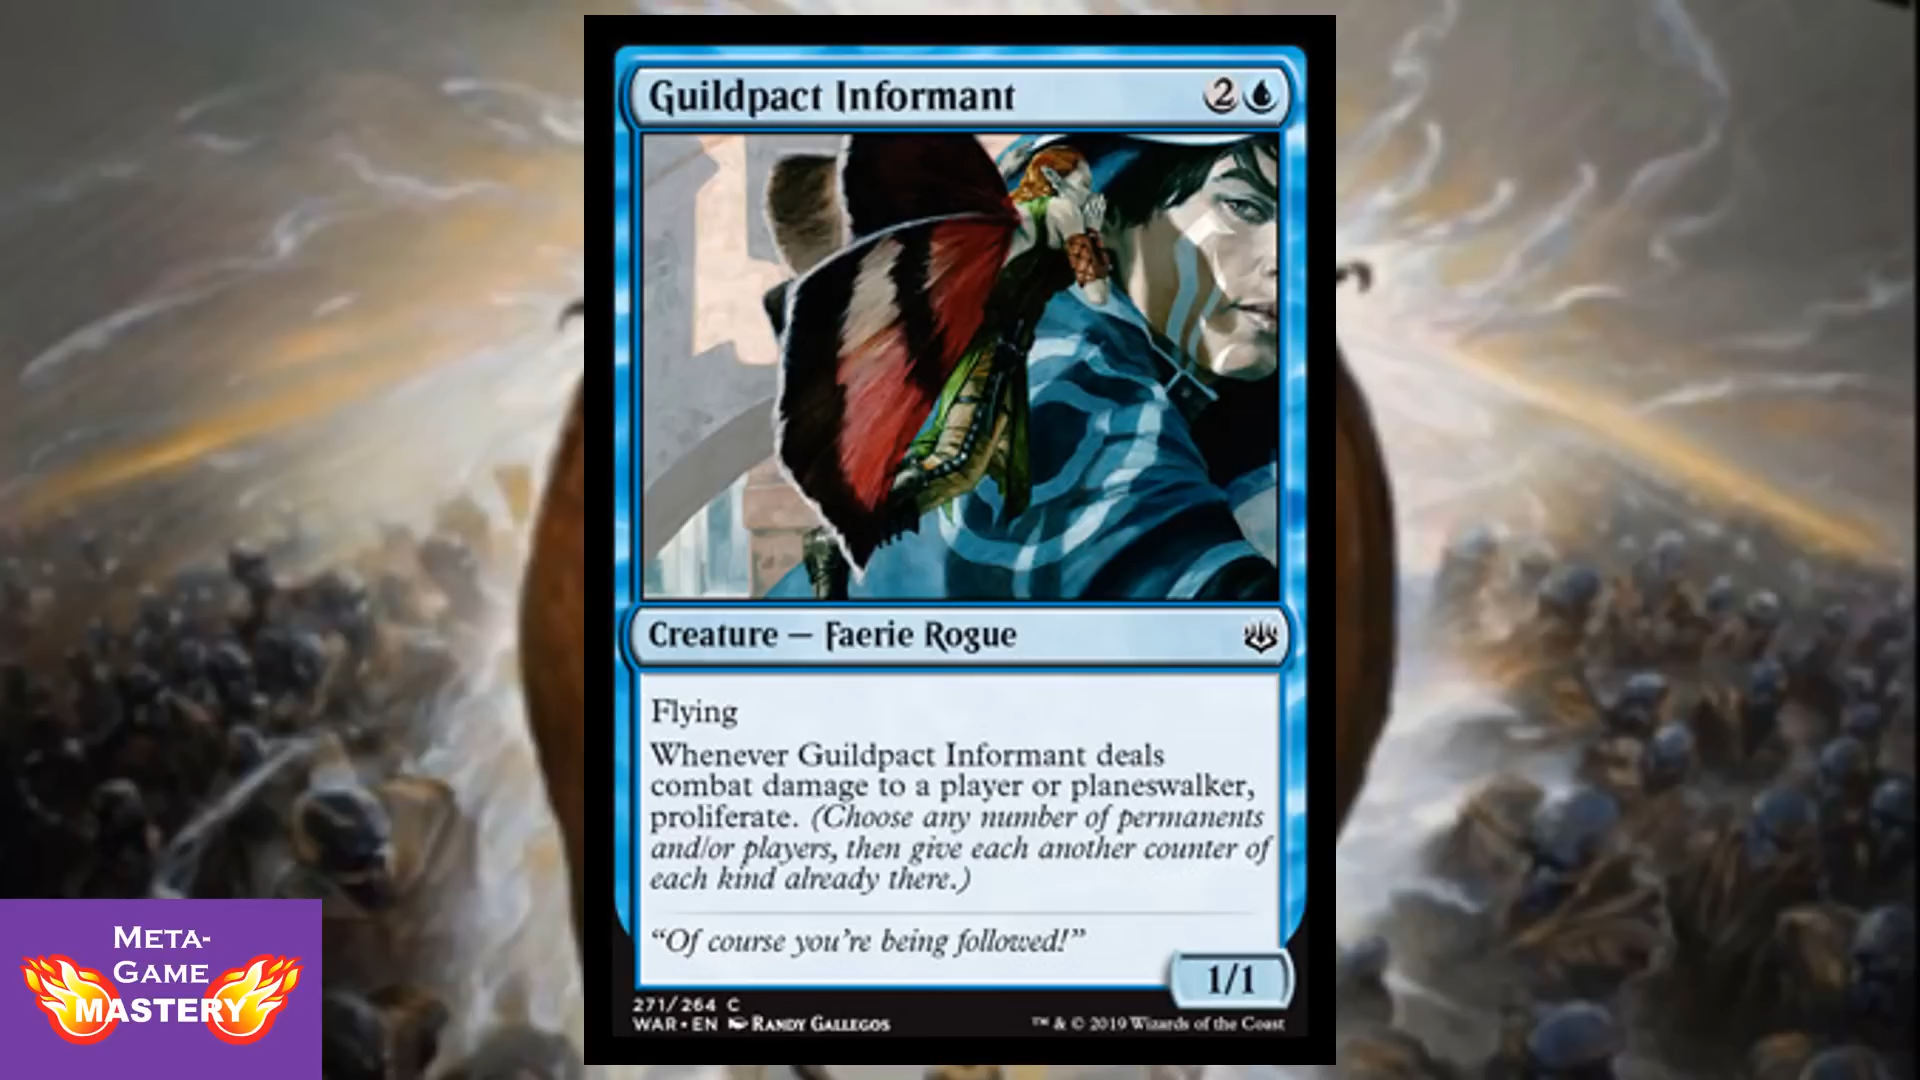 Guildpact Informant
2
Creature — Faerie Rogue
Flying
Whenever Guildpact Informant deals
combat damage to a player or planeswalker,
proliferate. (Choose any number of permanents
and/or players, then give each another counter of
each kind already there.)
“Of course you’re being followed!”
1/1
271/264 C
WAR • EN Randy Gallegos
™ & © 2019 Wizards of the Coast
META-
GAME
MASTERY